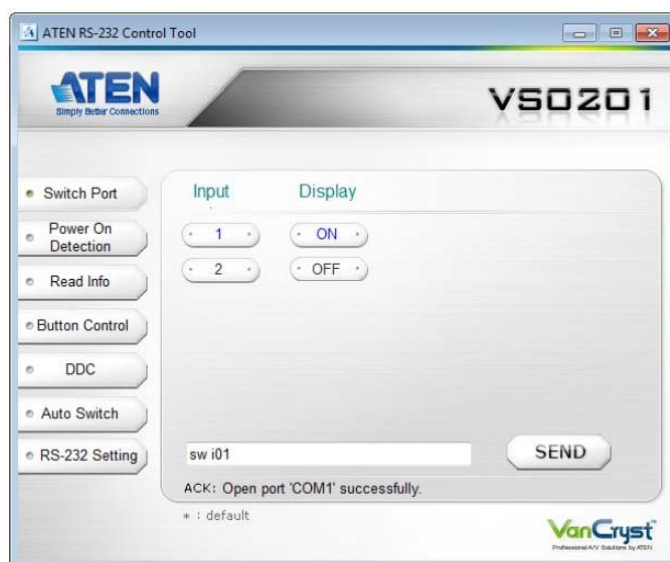 ATEN RS-232 Control Tool
ATEN
Simply Better Connections
VS0201
Switch Port
Power On
Detection
Read Info
Button Control
DDC
Auto Switch
RS-232 Setting
Input Display
1 ON
2 OFF
sw i01
SEND
ACK: Open port 'COM1' successfully.
* : default
VanCryst™
Professional A/V Solutions by ATEN